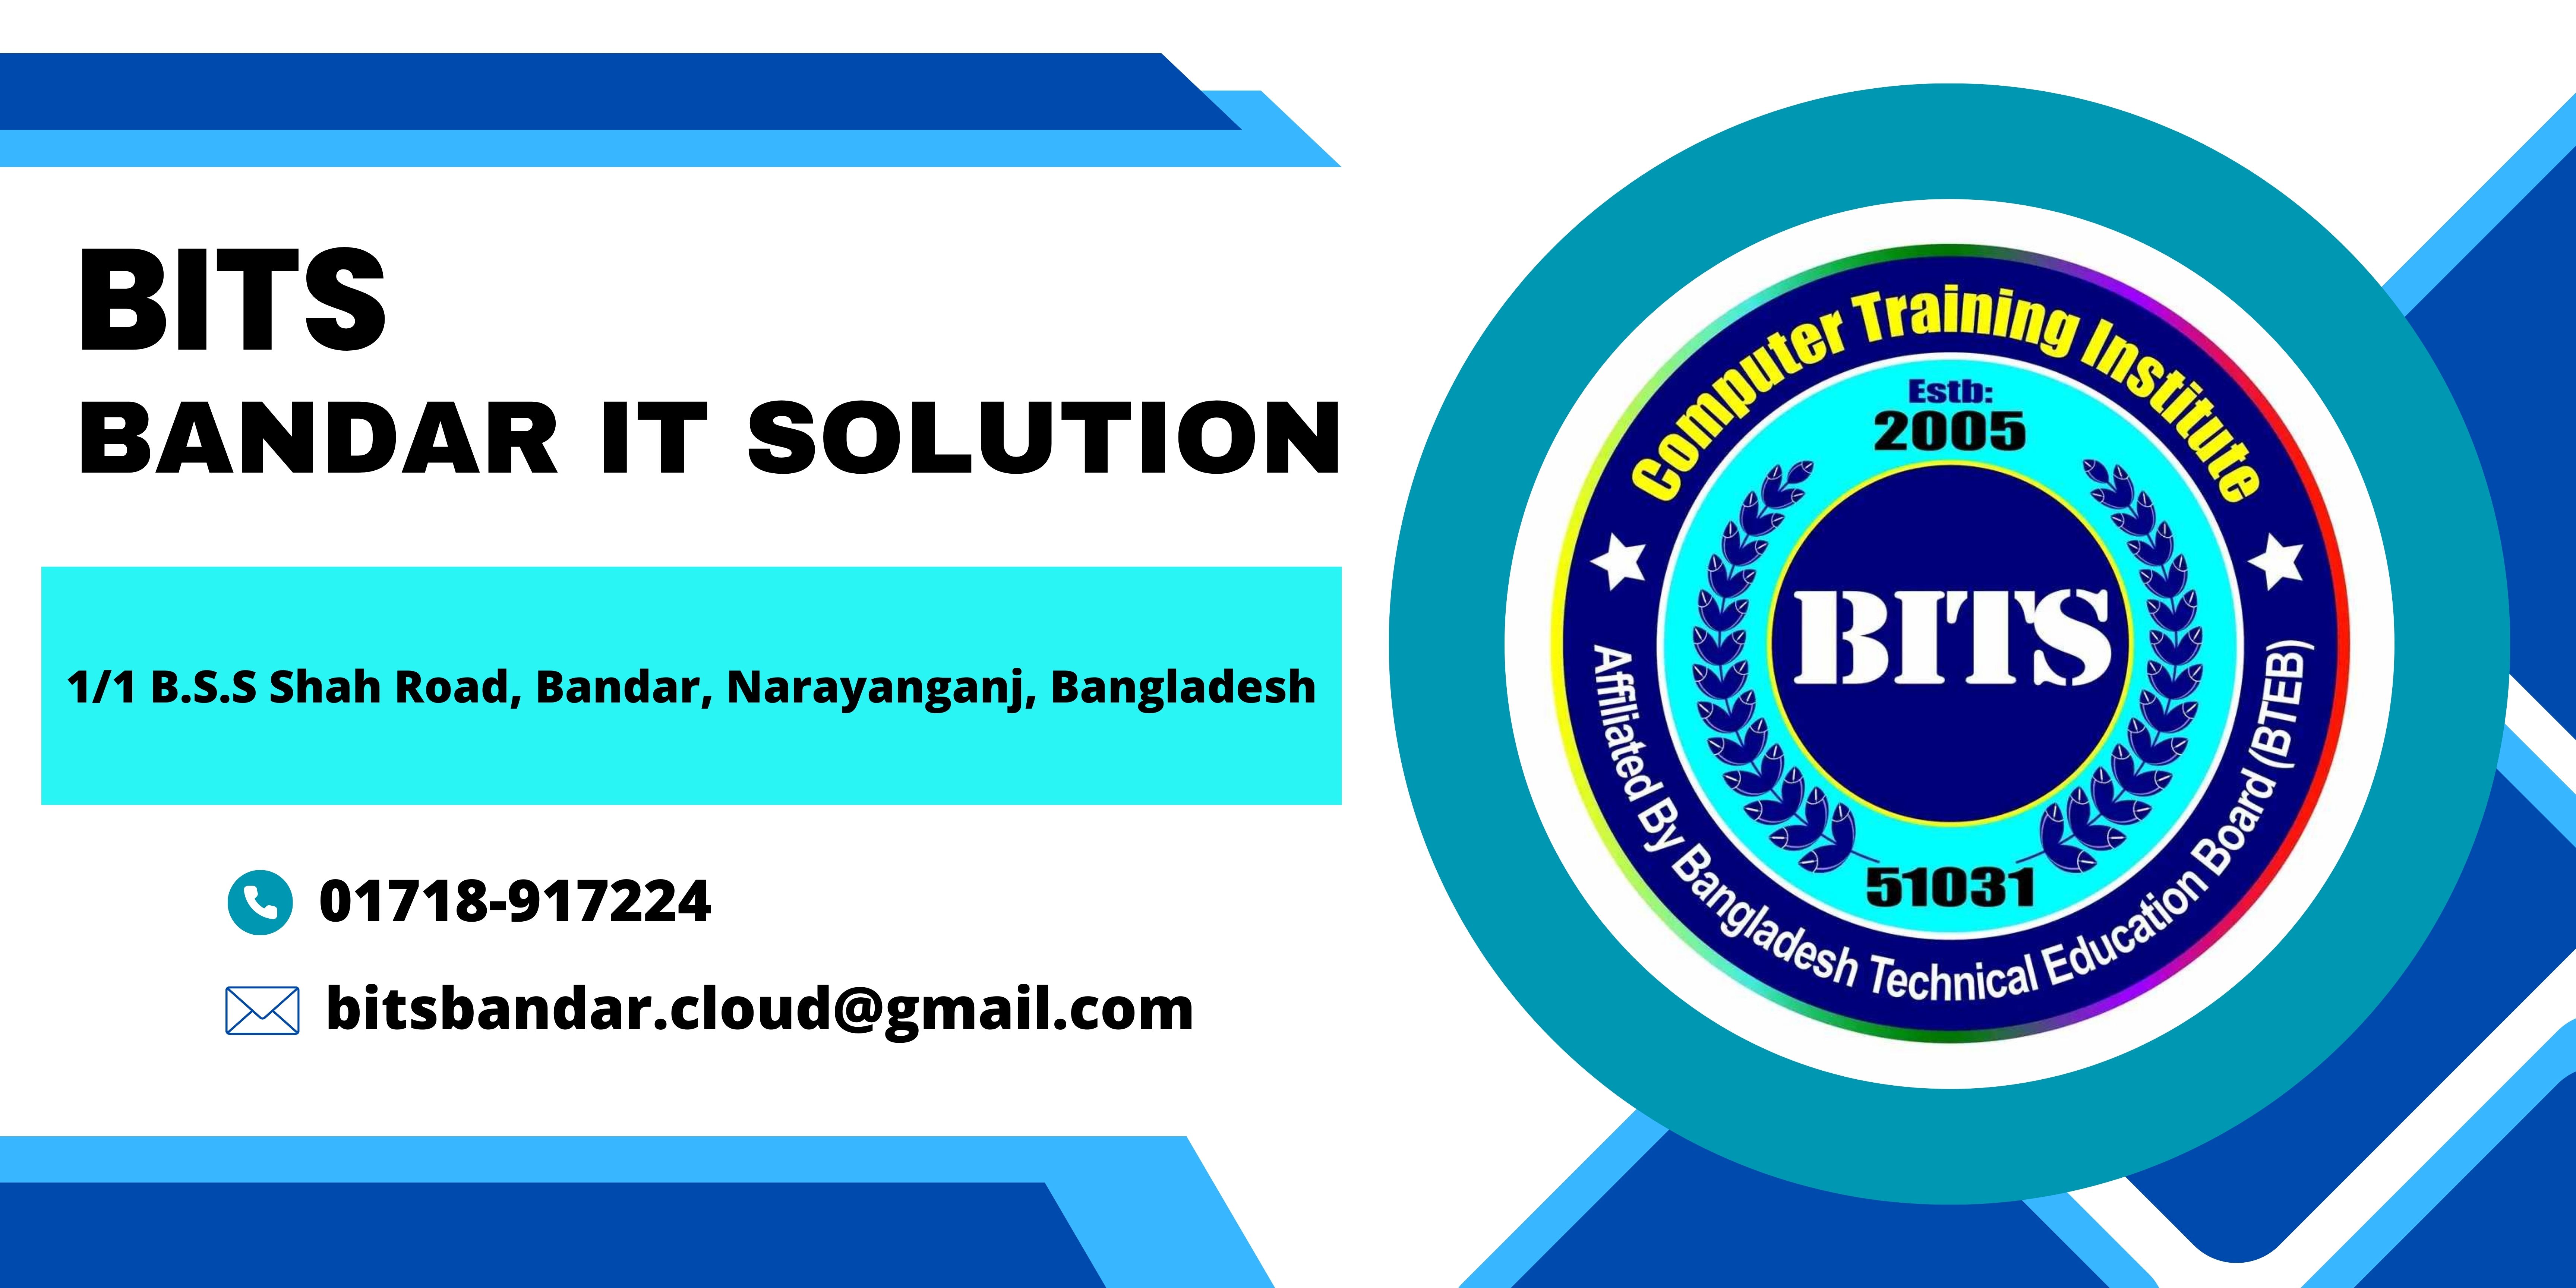 BITS
BANDAR IT SOLUTION
1/1 B.S.S Shah Road, Bandar, Narayanganj, Bangladesh
01718-917224
bitsbandar.cloud@gmail.com
Computer Training Institute
Estb:
2005
BITS
51031
Affiliated By Bangladesh Technical Education Board (BTEB)